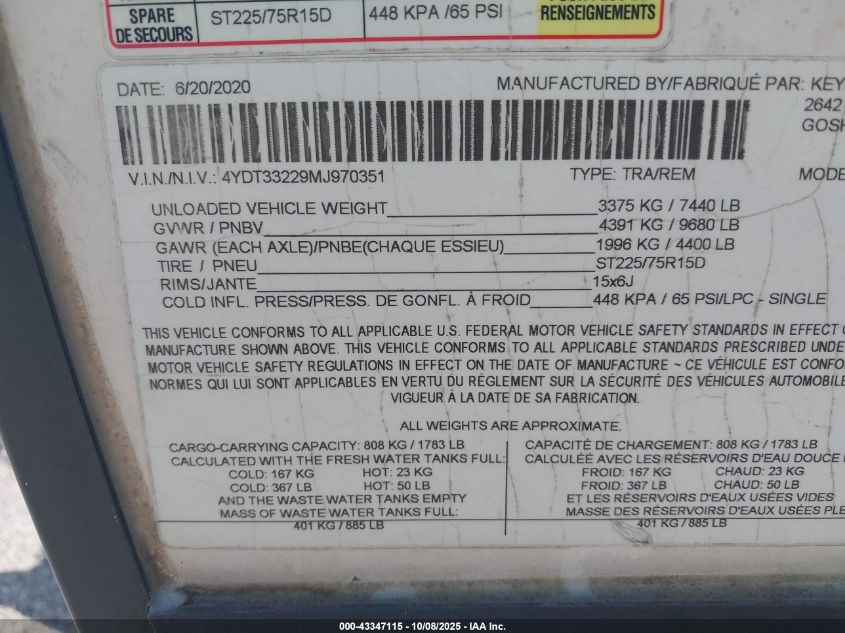 SPARE
DE SECOURS
ST225/75R15D
448 KPA /65 PSI
RENSEIGNEMENTS
DATE: 6/20/2020
MANUFACTURED BY/FABRIQUÉ PAR: KEY
2642
GOSH
V.I.N./N.I.V.: 4YDT33229MJ970351
TYPE: TRA/REM
MODE
UNLOADED VEHICLE WEIGHT 3375 KG / 7440 LB
GVWR / PNBV 4391 KG / 9680 LB
GAWR (EACH AXLE)/PNBE(CHAQUE ESSIEU) 1996 KG / 4400 LB
TIRE / PNEU ST225/75R15D
RIMS/JANTE 15x6J
COLD INFL. PRESS/PRESS. DE GONFL. À FROID 448 KPA / 65 PSI/LPC - SINGLE
THIS VEHICLE CONFORMS TO ALL APPLICABLE U.S. FEDERAL MOTOR VEHICLE SAFETY STANDARDS IN EFFECT
MANUFACTURE SHOWN ABOVE. THIS VEHICLE CONFORMS TO ALL APPLICABLE STANDARDS PRESCRIBED UNDE
MOTOR VEHICLE SAFETY REGULATIONS IN EFFECT ON THE DATE OF MANUFACTURE ~ CE VÉHICULE EST CONFO
NORMES QUI LUI SONT APPLICABLES EN VERTU DU RÉGLEMENT SUR LA SÉCURITÉ DES VÉHICULES AUTOMOBILE
VIGUEUR À LA DATE DE SA FABRICATION.
ALL WEIGHTS ARE APPROXIMATE.
CARGO-CARRYING CAPACITY: 808 KG / 1783 LB
CALCULATED WITH THE FRESH WATER TANKS FULL:
COLD: 167 KG HOT: 23 KG
COLD: 367 LB HOT: 50 LB
AND THE WASTE WATER TANKS EMPTY
MASS OF WASTE WATER TANKS FULL:
401 KG / 885 LB
CAPACITÉ DE CHARGEMENT: 808 KG / 1783 LB
CALCULÉE AVEC LES RÉSERVOIRS D'EAU DOUCE
FROID: 167 KG CHAUD: 23 KG
FROID: 367 LB CHAUD: 50 LB
ET LES RÉSERVOIRS D'EAUX USÉES VIDES
MASSE DES RÉSERVOIRS D'EAUX USÉES PLE
401 KG / 885 LB
000-43347115 - 10/08/2025 - IAA Inc.